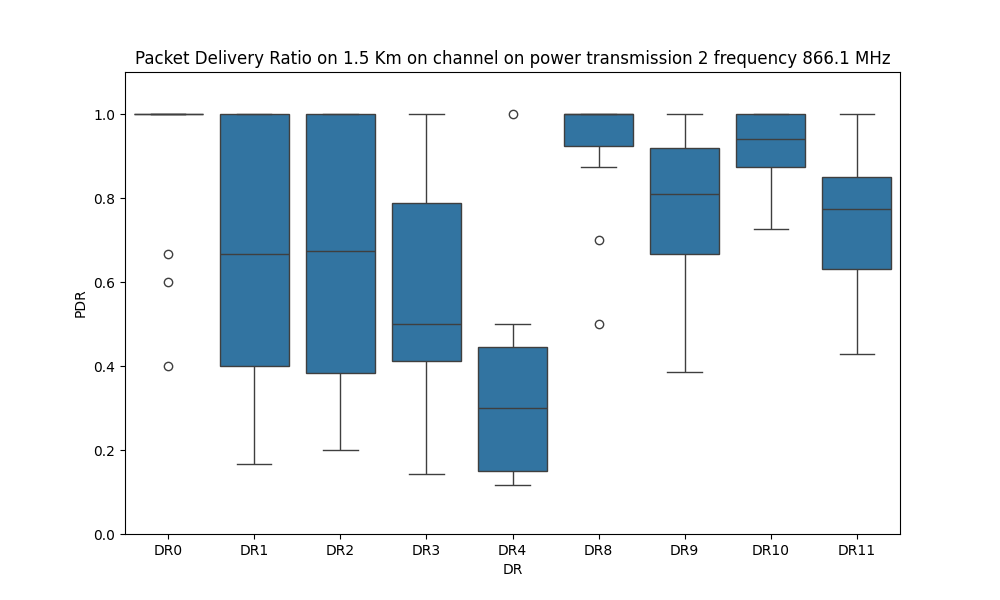 Packet Delivery Ratio on 1.5 Km on channel on power transmission 2 frequency 866.1 MHz
1.0
0.8
0.6
0.4
0.2
0.0
PDR
DR0 DR1 DR2 DR3 DR4 DR8 DR9 DR10 DR11
DR